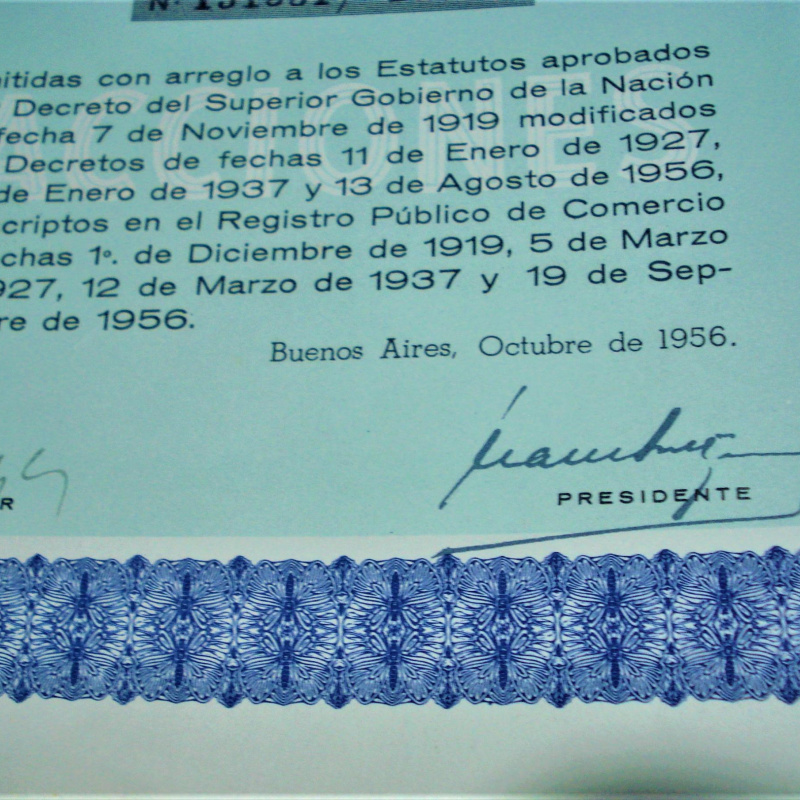 itidas con arreglo a los Estatutos aprobados
Decreto del Superior Gobierno de la Nación
fecha 7 de Noviembre de 1919 modificados
Decretos de fechas 11 de Enero de 1927,
de Enero de 1937 y 13 de Agosto de 1956,
criptos en el Registro Público de Comercio
chas 1º. de Diciembre de 1919, 5 de Marzo
927, 12 de Marzo de 1937 y 19 de Sep-
re de 1956.
Buenos Aires, Octubre de 1956.
R
PRESIDENTE
ACCIONES